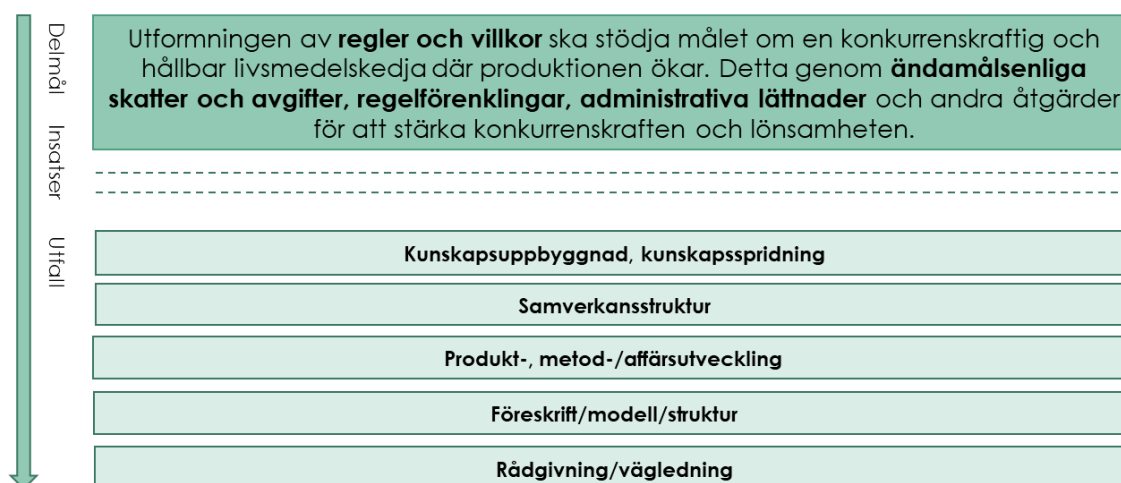 Delmål
Utformningen av regler och villkor ska stödja målet om en konkurrenskraftig och
hållbar livsmedelskedja där produktionen ökar. Detta genom ändamålsenliga
skatter och avgifter, regelförenklingar, administrativa lättnader och andra åtgärder
för att stärka konkurrenskraften och lönsamheten.
Insatser
Utfall
Kunskapsuppbyggnad, kunskapsspridning
Samverkansstruktur
Produkt-, metod-/affärsutveckling
Föreskrift/modell/struktur
Rådgivning/vägledning